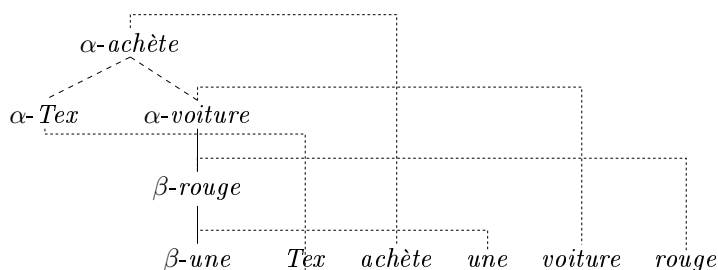 α-achète
α-Tex α-voiture
β-rouge
β-une Tex achète une voiture rouge